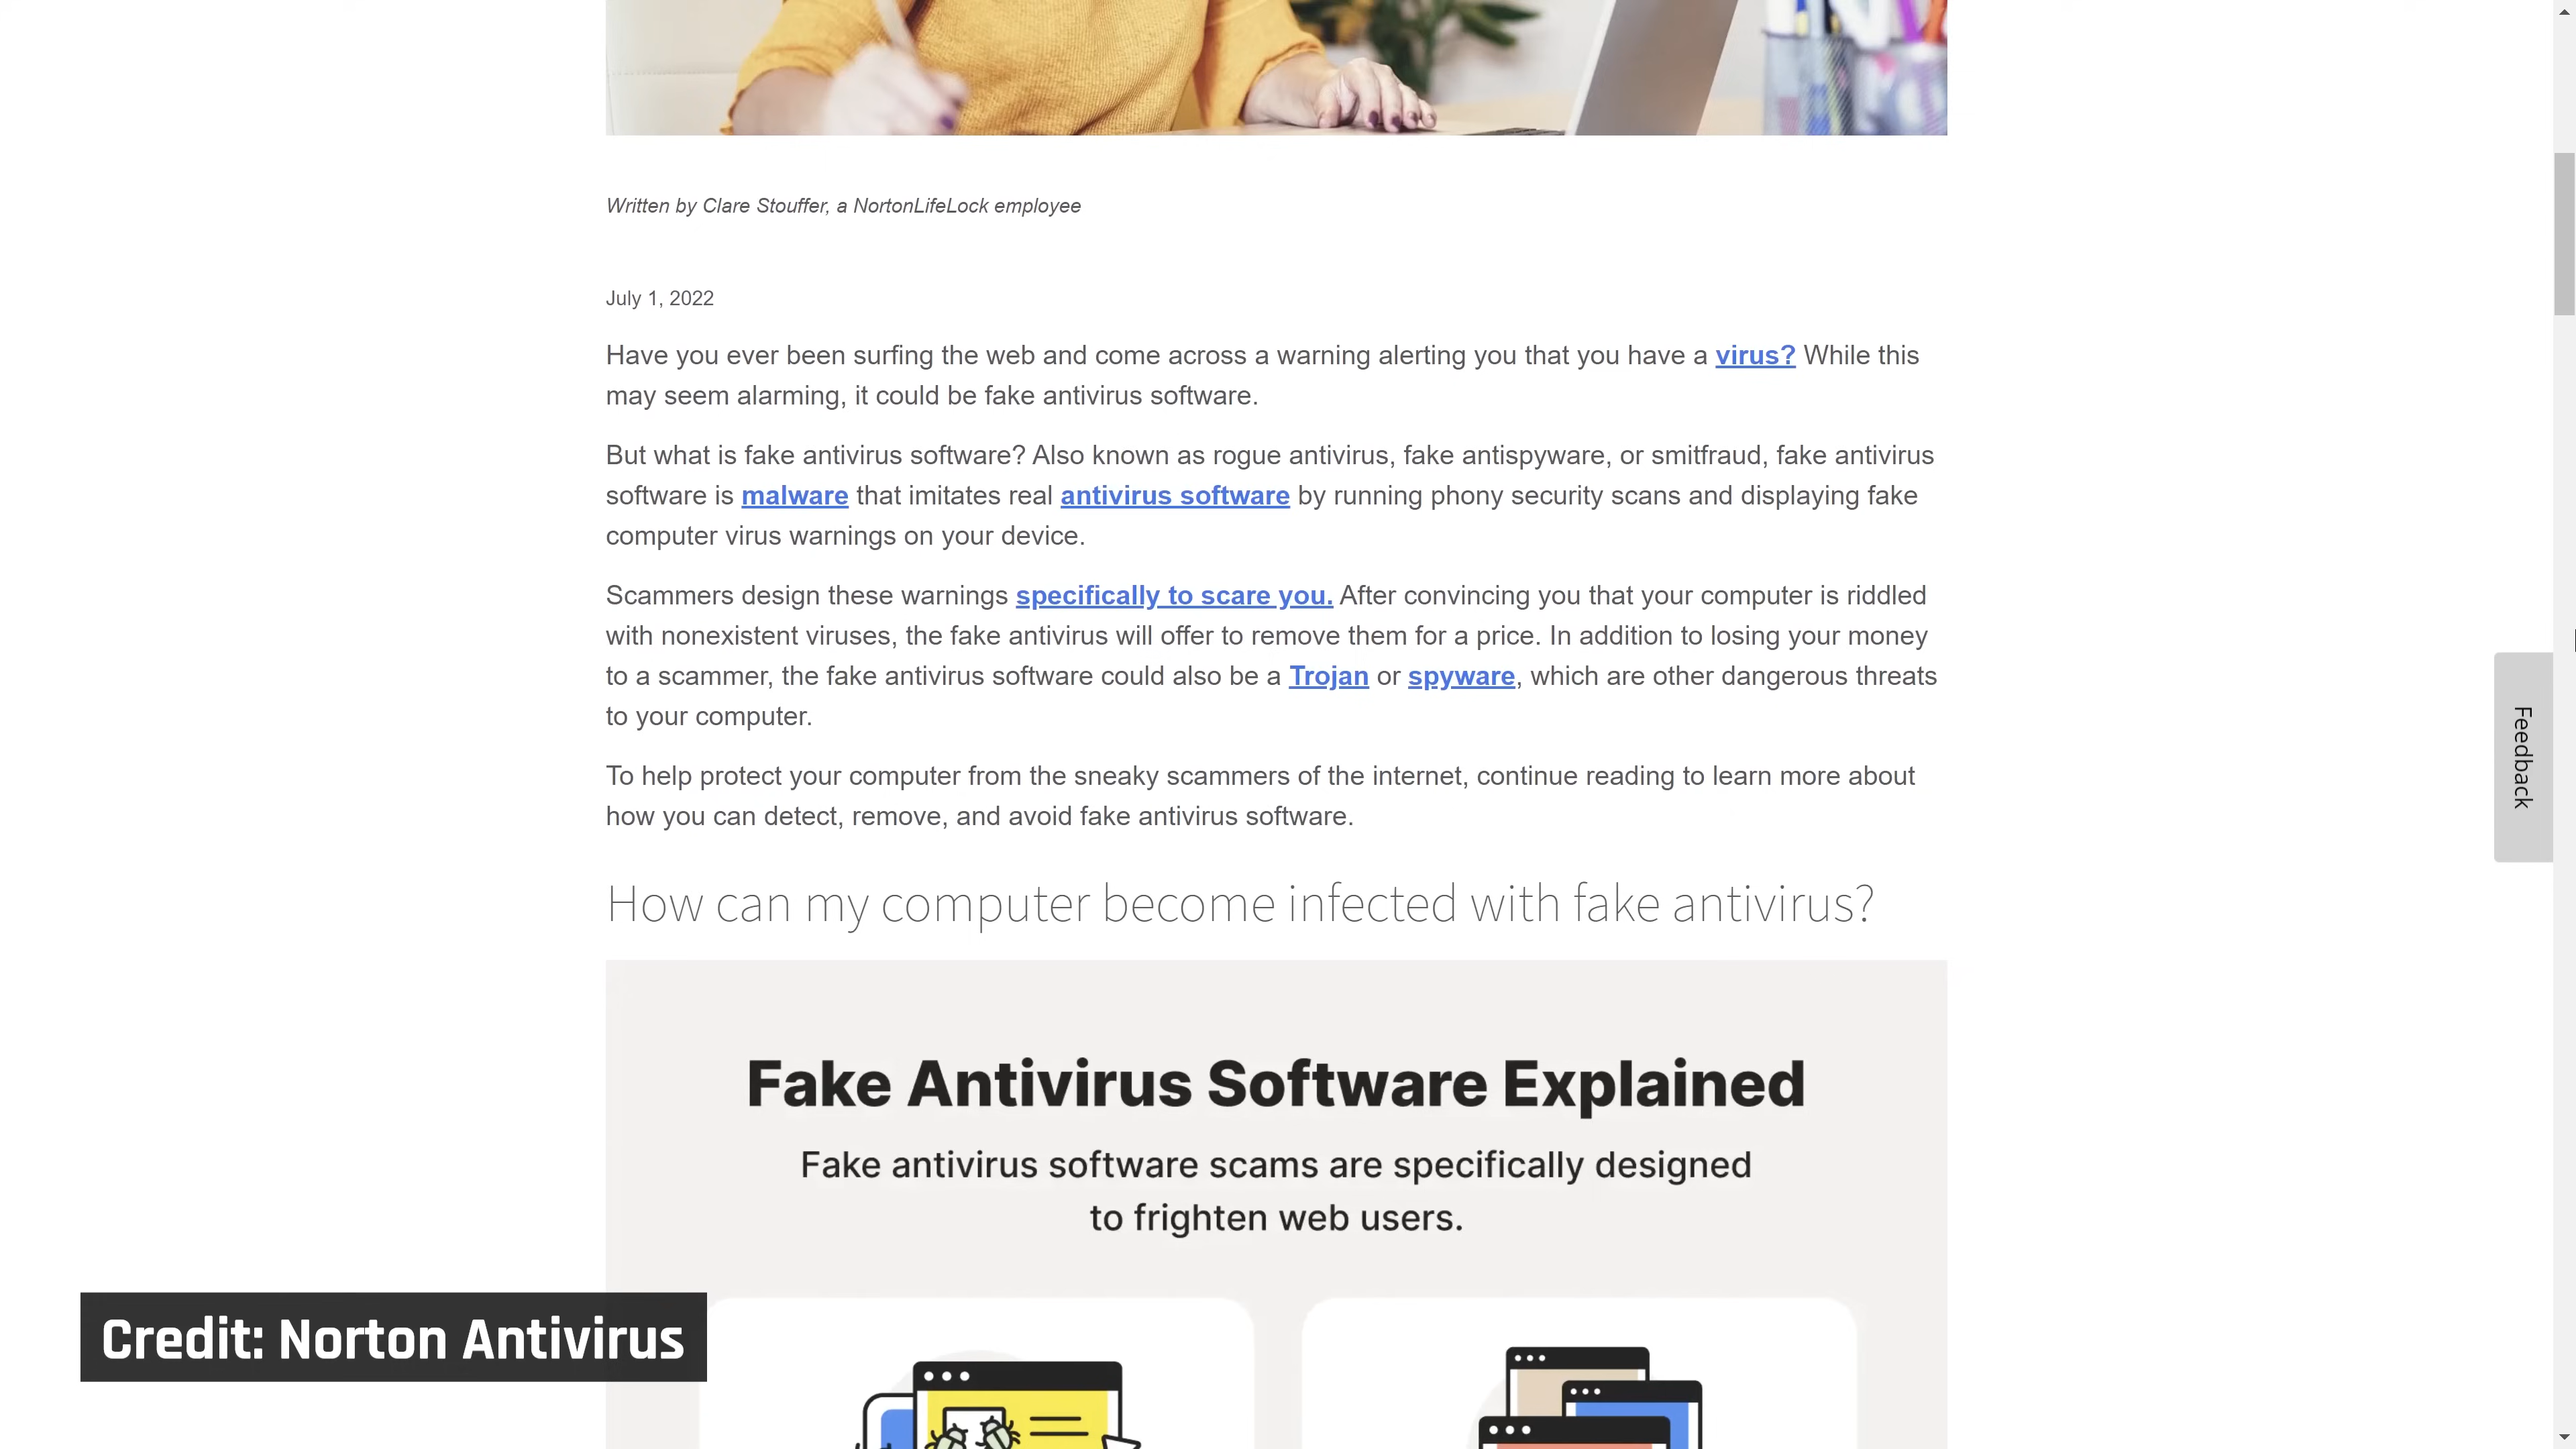 Written by Clare Stouffer, a NortonLifeLock employee
July 1, 2022
Have you ever been surfing the web and come across a warning alerting you that you have a virus? While this
may seem alarming, it could be fake antivirus software.
But what is fake antivirus software? Also known as rogue antivirus, fake antispyware, or smitfraud, fake antivirus
software is malware that imitates real antivirus software by running phony security scans and displaying fake
computer virus warnings on your device.
Scammers design these warnings specifically to scare you. After convincing you that your computer is riddled
with nonexistent viruses, the fake antivirus will offer to remove them for a price. In addition to losing your money
to a scammer, the fake antivirus software could also be a Trojan or spyware, which are other dangerous threats
to your computer.
To help protect your computer from the sneaky scammers of the internet, continue reading to learn more about
how you can detect, remove, and avoid fake antivirus software.
Feedback
How can my computer become infected with fake antivirus?
Fake Antivirus Software Explained
Fake antivirus software scams are specifically designed
to frighten web users.
Credit: Norton Antivirus